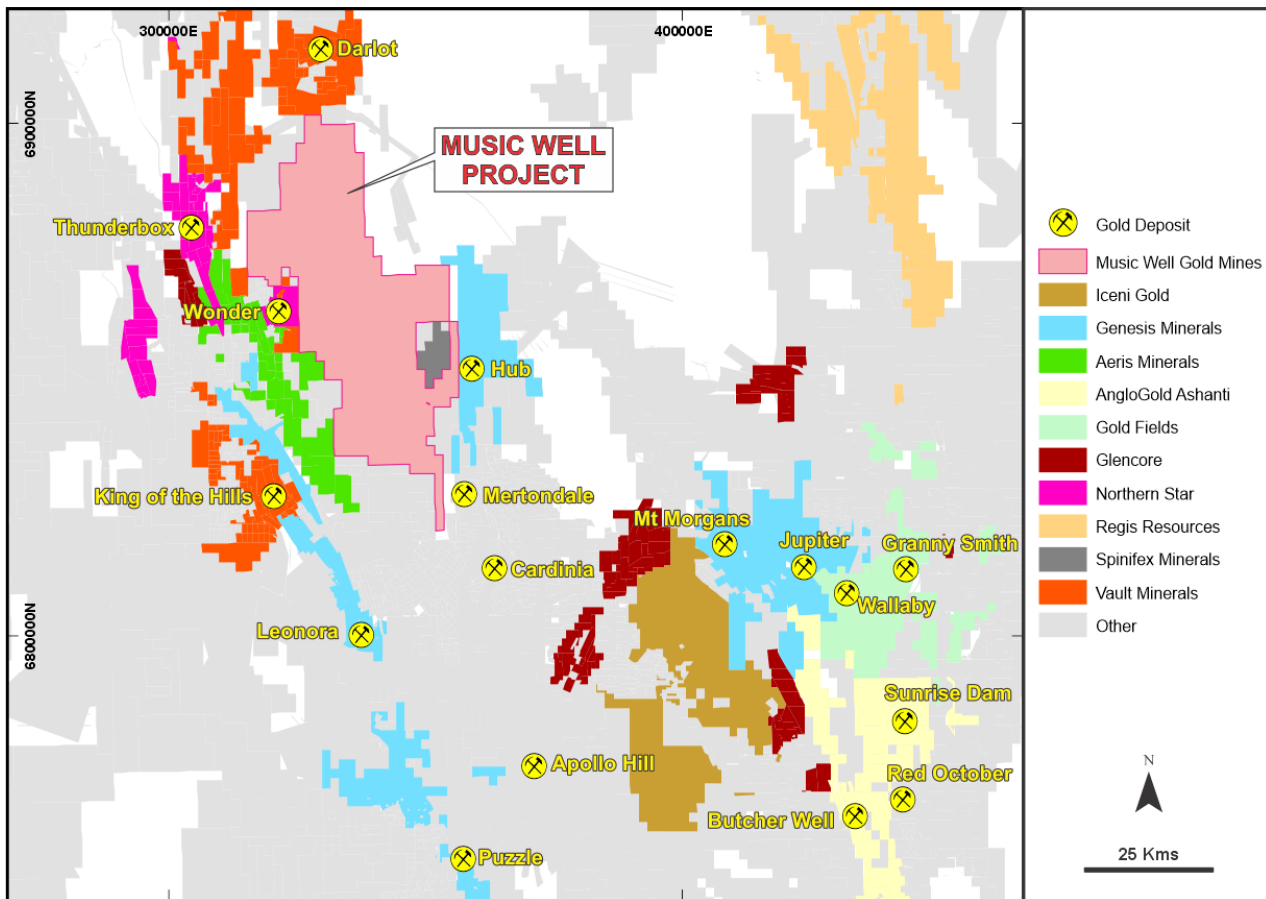 300000E
400000E
Darlot
6900000N
MUSIC WELL
PROJECT
Thunderbox
Wonder
Hub
King of the Hills
Mertondale
Mt Morgans
Jupiter
Granny Smith
Cardinia
Wallaby
Leonora
6800000N
Sunrise Dam
Apollo Hill
Red October
Butcher Well
Puzzle
Gold Deposit
Music Well Gold Mines
Iceni Gold
Genesis Minerals
Aeris Minerals
AngloGold Ashanti
Gold Fields
Glencore
Northern Star
Regis Resources
Spinifex Minerals
Vault Minerals
Other
N
25 Kms